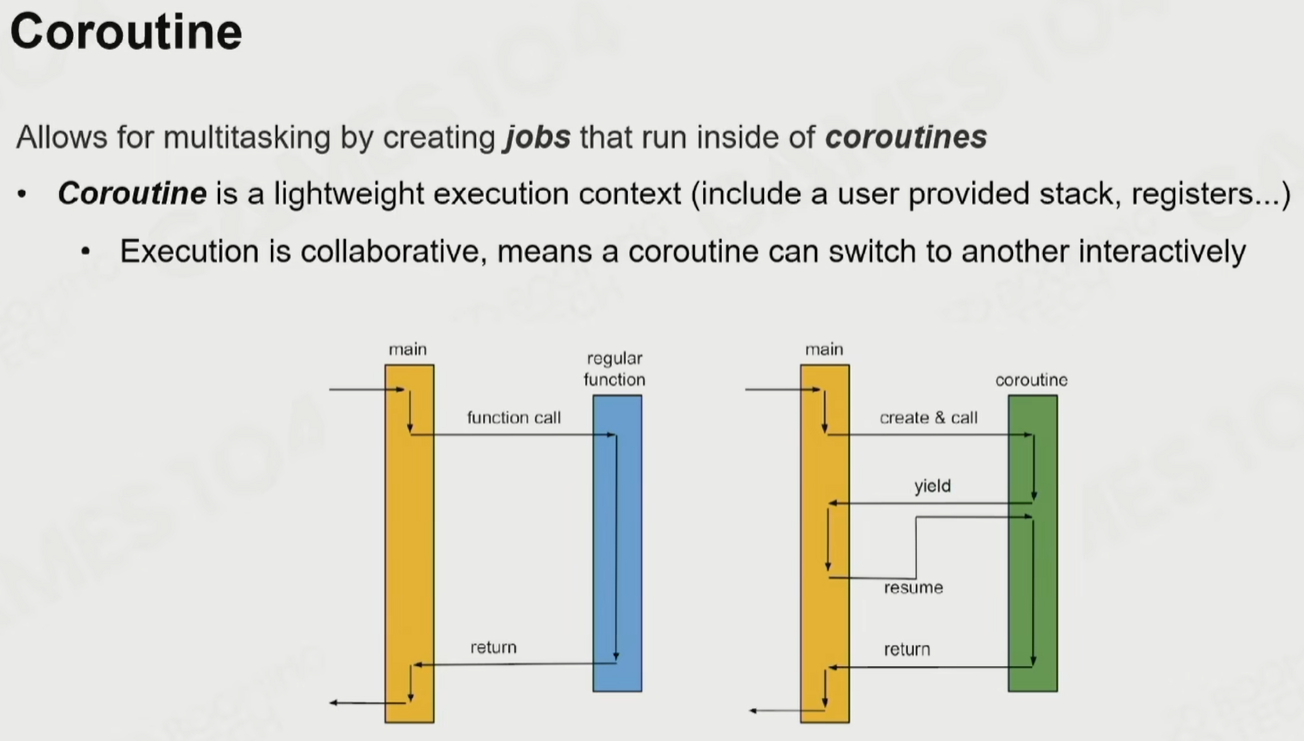 Coroutine
Allows for multitasking by creating jobs that run inside of coroutines
• Coroutine is a lightweight execution context (include a user provided stack, registers...)
• Execution is collaborative, means a coroutine can switch to another interactively
main
regular
function
function call
return
main
coroutine
create & call
yield
resume
return